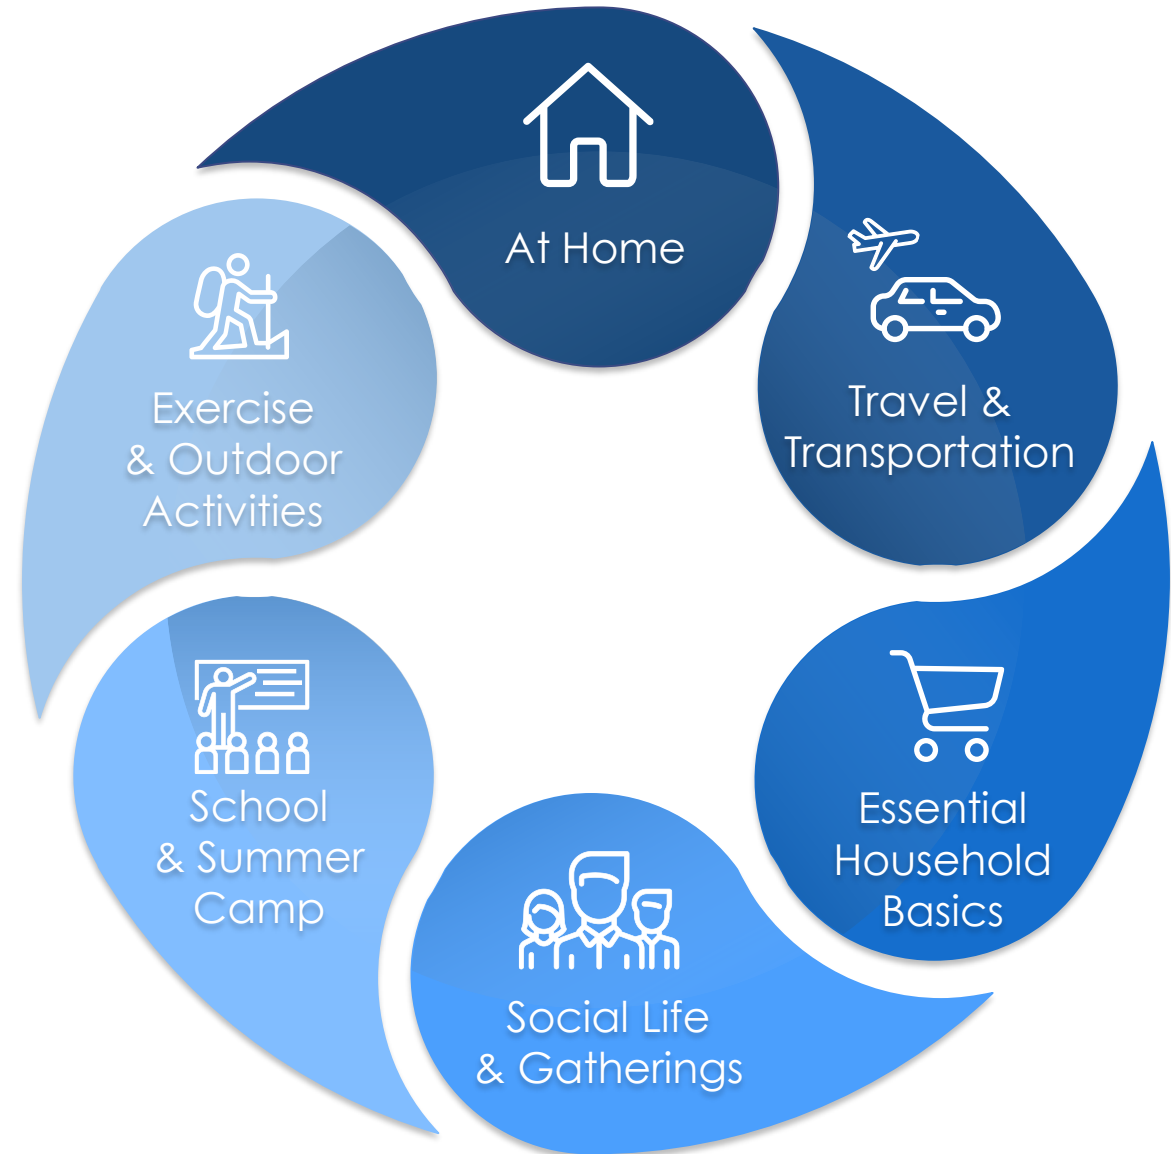 At Home
Travel &
Transportation
Essential
Household
Basics
Social Life
& Gatherings
School
& Summer
Camp
Exercise
& Outdoor
Activities